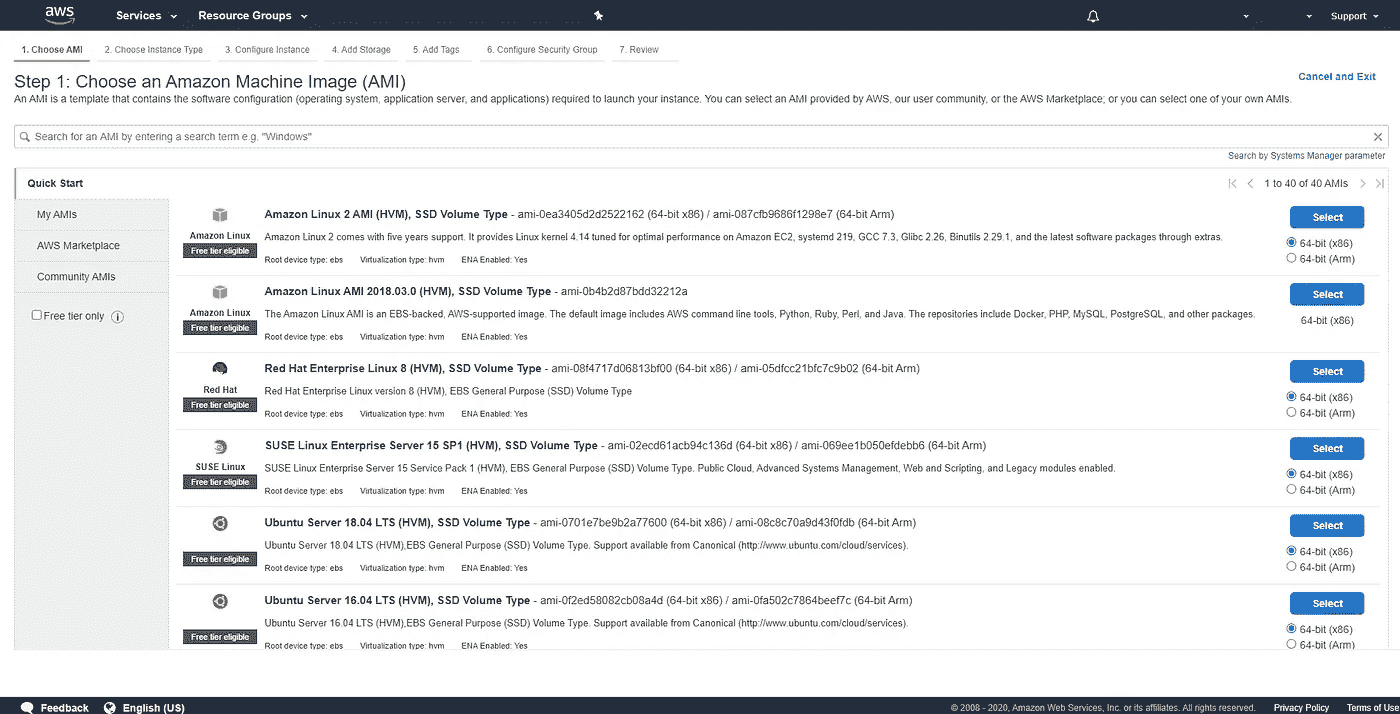 aws Services Resource Groups Support
1. Choose AMI 2. Choose Instance Type 3. Configure Instance 4. Add Storage 5. Add Tags 6. Configure Security Group 7. Review
Step 1: Choose an Amazon Machine Image (AMI)
Cancel and Exit
An AMI is a template that contains the software configuration (operating system, application server, and applications) required to launch your instance. You can select an AMI provided by AWS, our user community, or the AWS Marketplace; or you can select one of your own AMIs.
Search for an AMI by entering a search term e.g. "Windows"
Search by Systems Manager parameter
Quick Start
1 to 40 of 40 AMIs
My AMIs
AWS Marketplace
Community AMIs
Free tier only
Amazon Linux
Free tier eligible
Amazon Linux 2 AMI (HVM), SSD Volume Type - ami-0ea3405d2d2522162 (64-bit x86) / ami-087cfb9686f1298e7 (64-bit Arm)
Amazon Linux 2 comes with five years support. It provides Linux kernel 4.14 tuned for optimal performance on Amazon EC2, systemd 219, GCC 7.3, Glibc 2.26, Binutils 2.29.1, and the latest software packages through extras.
Root device type: ebs Virtualization type: hvm ENA Enabled: Yes
Select
64-bit (x86)
64-bit (Arm)
Amazon Linux
Free tier eligible
Amazon Linux AMI 2018.03.0 (HVM), SSD Volume Type - ami-0b4b2d87bdd32212a
The Amazon Linux AMI is an EBS-backed, AWS-supported image. The default image includes AWS command line tools, Python, Ruby, Perl, and Java. The repositories include Docker, PHP, MySQL, PostgreSQL, and other packages.
Root device type: ebs Virtualization type: hvm ENA Enabled: Yes
Select
64-bit (x86)
Red Hat
Free tier eligible
Red Hat Enterprise Linux 8 (HVM), SSD Volume Type - ami-08f4717d06813bf00 (64-bit x86) / ami-05dfcc21bfc7c9b02 (64-bit Arm)
Red Hat Enterprise Linux version 8 (HVM), EBS General Purpose (SSD) Volume Type
Root device type: ebs Virtualization type: hvm ENA Enabled: Yes
Select
64-bit (x86)
64-bit (Arm)
SUSE Linux
Free tier eligible
SUSE Linux Enterprise Server 15 SP1 (HVM), SSD Volume Type - ami-02ecd61acb94c136d (64-bit x86) / ami-069ee1b050efdebb6 (64-bit Arm)
SUSE Linux Enterprise Server 15 Service Pack 1 (HVM), EBS General Purpose (SSD) Volume Type. Public Cloud, Advanced Systems Management, Web and Scripting, and Legacy modules enabled.
Root device type: ebs Virtualization type: hvm ENA Enabled: Yes
Select
64-bit (x86)
64-bit (Arm)
Free tier eligible
Ubuntu Server 18.04 LTS (HVM), SSD Volume Type - ami-0701e7be9b2a77600 (64-bit x86) / ami-08c8c70a9d43f0fdb (64-bit Arm)
Ubuntu Server 18.04 LTS (HVM),EBS General Purpose (SSD) Volume Type. Support available from Canonical (http://www.ubuntu.com/cloud/services).
Root device type: ebs Virtualization type: hvm ENA Enabled: Yes
Select
64-bit (x86)
64-bit (Arm)
Free tier eligible
Ubuntu Server 16.04 LTS (HVM), SSD Volume Type - ami-0f2ed58082cb08a4d (64-bit x86) / ami-0fa502c7864beef7c (64-bit Arm)
Ubuntu Server 16.04 LTS (HVM),EBS General Purpose (SSD) Volume Type. Support available from Canonical (http://www.ubuntu.com/cloud/services).
Root device type: ebs Virtualization type: hvm ENA Enabled: Yes
Select
64-bit (x86)
64-bit (Arm)
Feedback English (US) © 2008 - 2020, Amazon Web Services, Inc. or its affiliates. All rights reserved. Privacy Policy Terms of Use